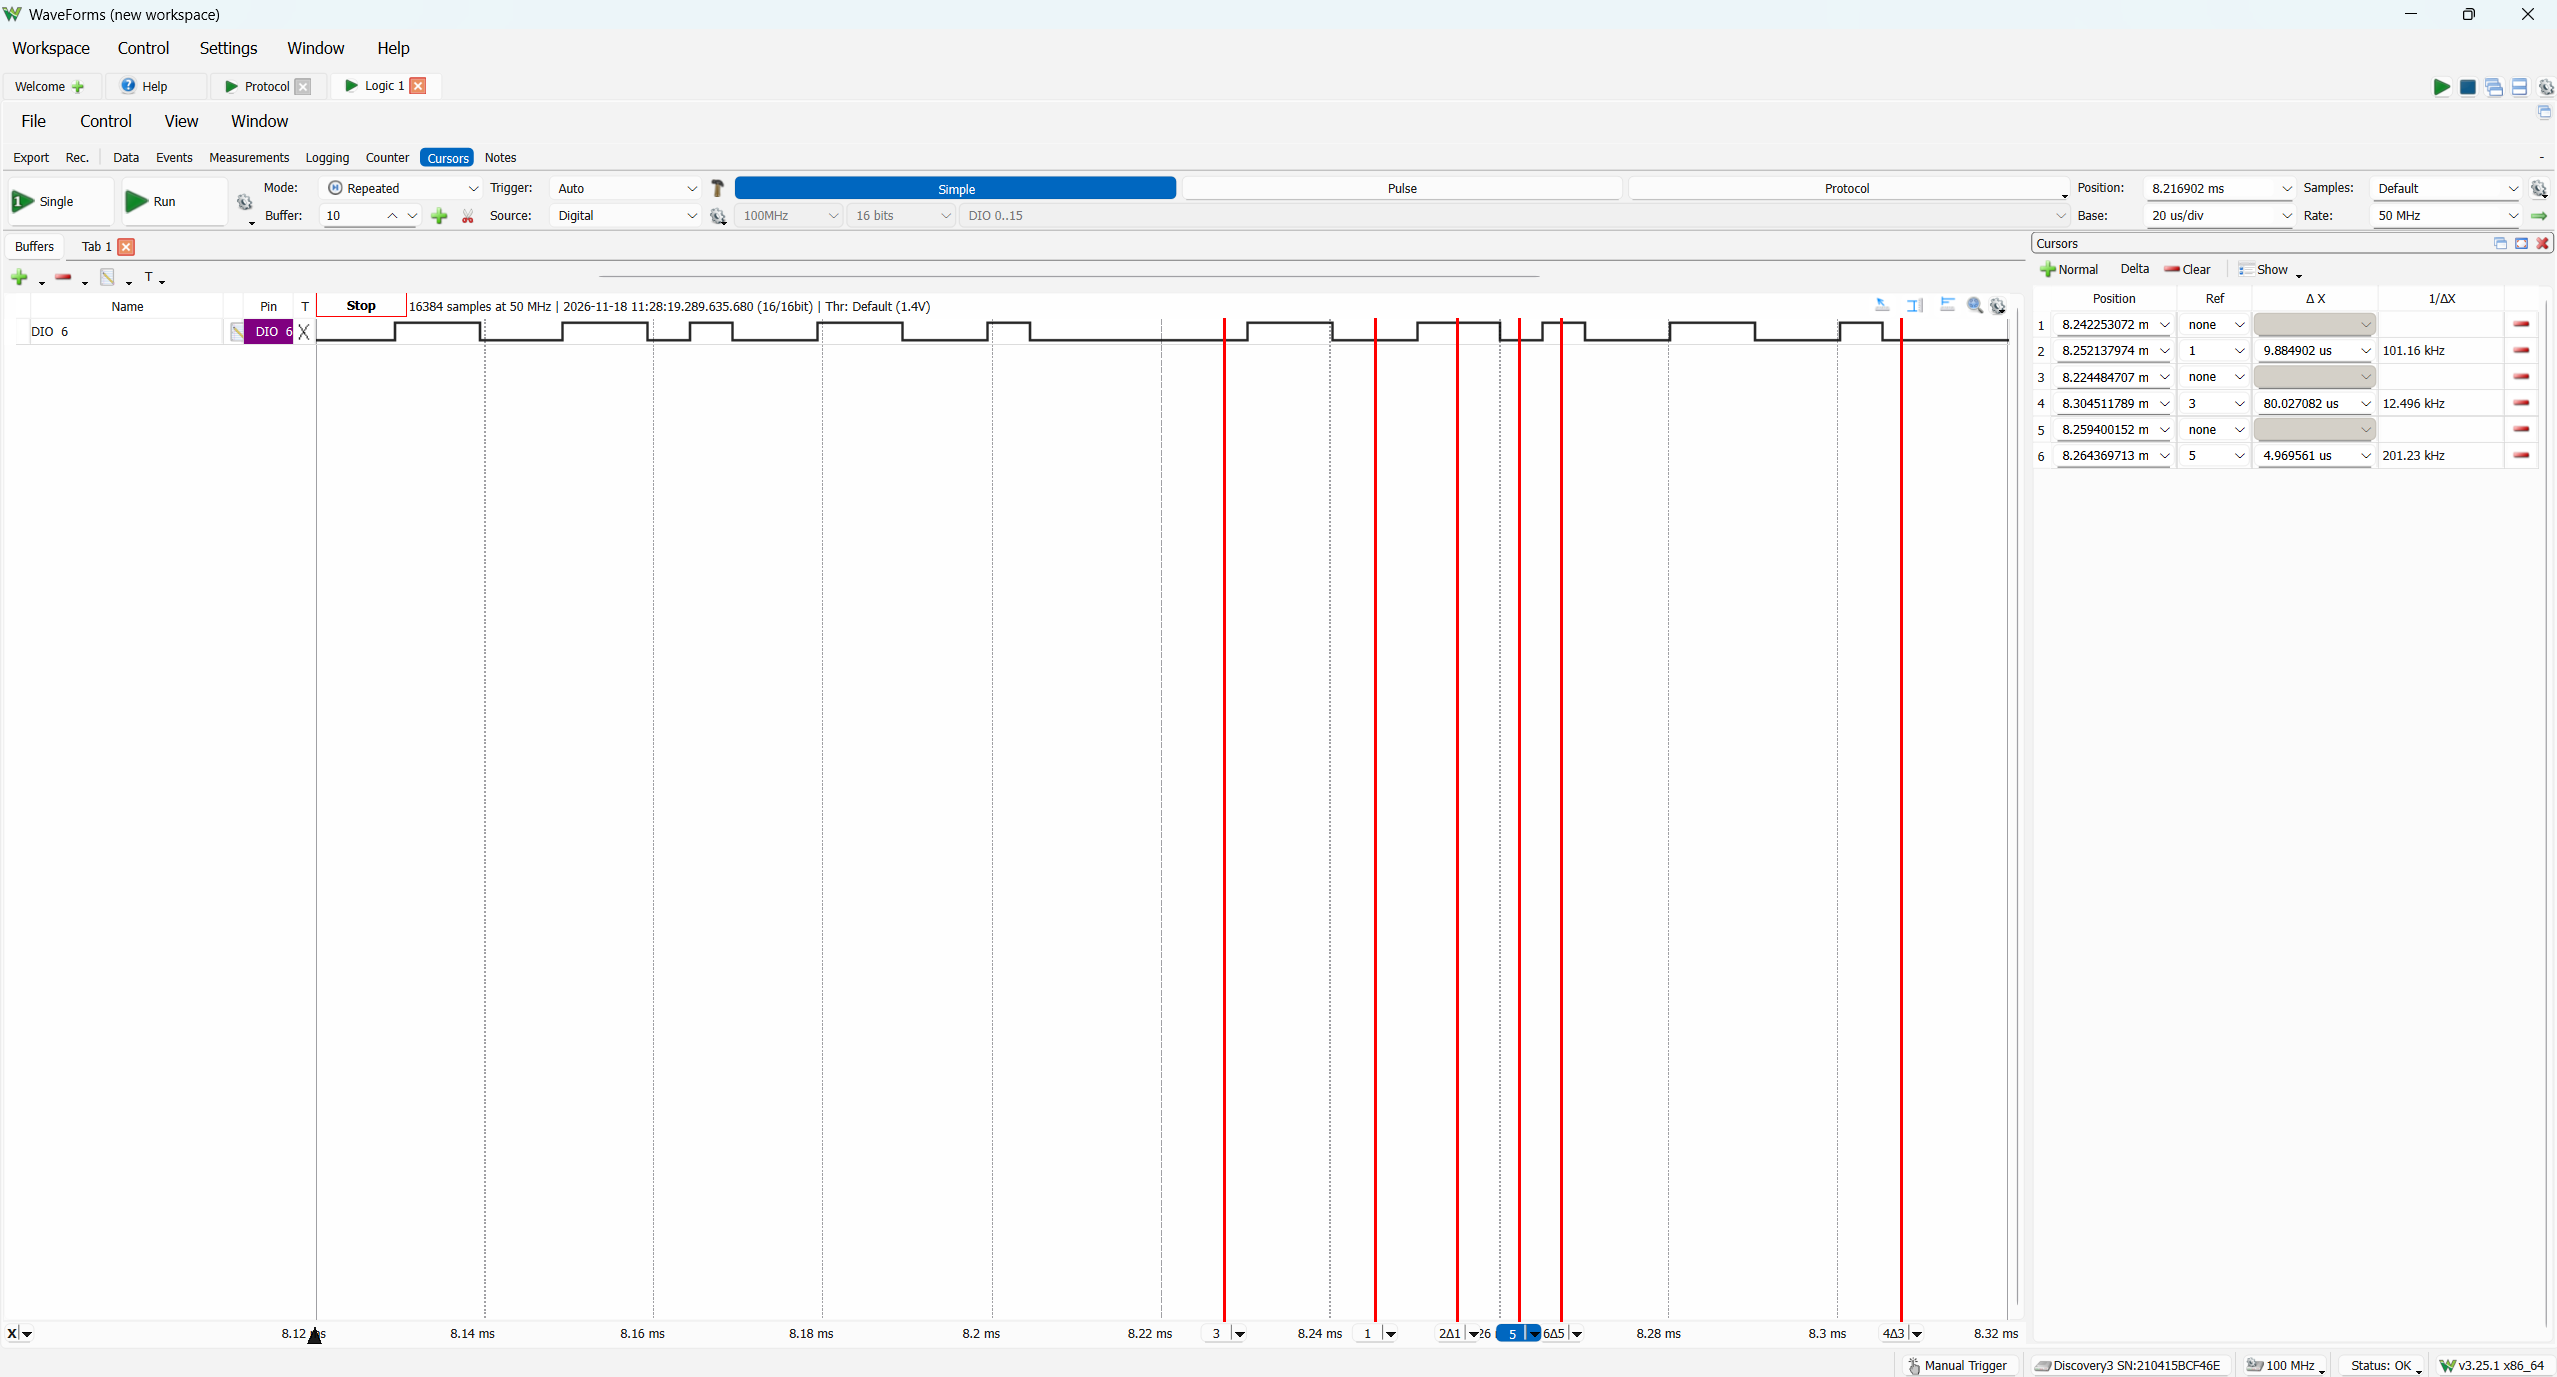 WaveForms (new workspace)
Workspace Control Settings Window Help
Welcome Help Protocol Logic 1
File Control View Window
Export Rec. Data Events Measurements Logging Counter Cursors Notes
Single Run Mode: Repeated Trigger: Auto Simple Pulse Protocol Position: 8.216902 ms Samples: Default
Buffer: 10 Source: Digital 100MHz 16 bits DIO 0..15 Base: 20 us/div Rate: 50 MHz
Buffers Tab 1 Cursors
T Normal Delta Clear Show
Name Pin T Stop 16384 samples at 50 MHz | 2026-11-18 11:28:19.289.635.680 (16/16bit) | Thr: Default (1.4V) Position Ref Δ X 1/ΔX
DIO 6 DIO 6 X
1 8.242253072 m none
2 8.252137974 m 1 9.884902 us 101.16 kHz
3 8.224484707 m none
4 8.304511789 m 3 80.027082 us 12.496 kHz
5 8.259400152 m none
6 8.264369713 m 5 4.969561 us 201.23 kHz
X 8.12 ms 8.14 ms 8.16 ms 8.18 ms 8.2 ms 8.22 ms 3 8.24 ms 1 2Δ1 26 5 6Δ5 8.28 ms 8.3 ms 4Δ3 8.32 ms
Manual Trigger Discovery3 SN:210415BCF46E 100 MHz Status: OK v3.25.1 x86_64